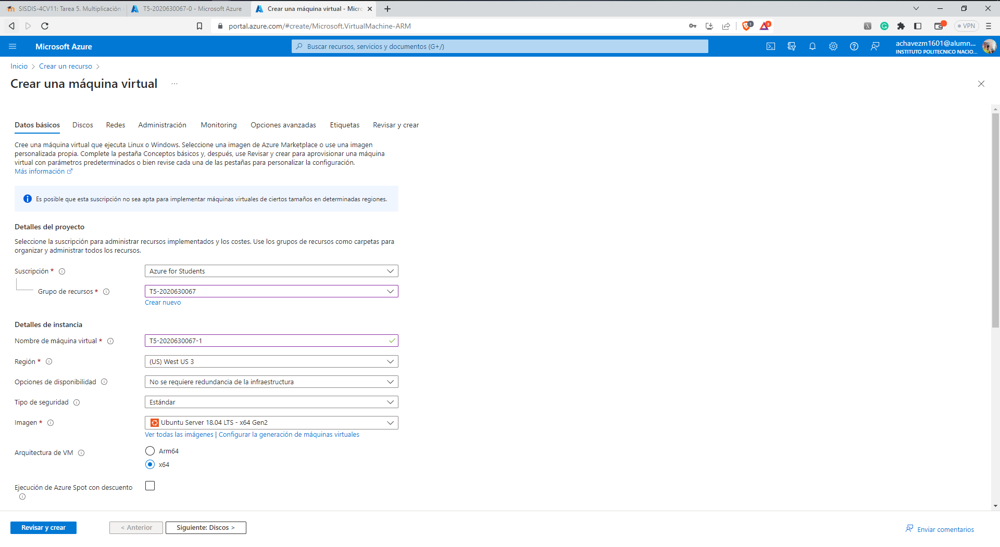 SISDIS-4CV11: Tarea 5. Multiplicación
T5-2020630067-0 - Microsoft Azure
Crear una máquina virtual - Micro
portal.azure.com/#create/Microsoft.VirtualMachine-ARM
1
3
VPN
Microsoft Azure
Buscar recursos, servicios y documentos (G+/)
achavezm1601@alumn...
INSTITUTO POLITECNICO NACIO...
Inicio > Crear un recurso >
Crear una máquina virtual ...
Datos básicos Discos Redes Administración Monitoring Opciones avanzadas Etiquetas Revisar y crear
Cree una máquina virtual que ejecuta Linux o Windows. Seleccione una imagen de Azure Marketplace o use una imagen
personalizada propia. Complete la pestaña Conceptos básicos y, después, use Revisar y crear para aprovisionar una máquina
virtual con parámetros predeterminados o bien revise cada una de las pestañas para personalizar la configuración.
Más información
Es posible que esta suscripción no sea apta para implementar máquinas virtuales de ciertos tamaños en determinadas regiones.
Detalles del proyecto
Seleccione la suscripción para administrar recursos implementados y los costes. Use los grupos de recursos como carpetas para
organizar y administrar todos los recursos.
Suscripción * Azure for Students
Grupo de recursos * T5-2020630067
Crear nuevo
Detalles de instancia
Nombre de máquina virtual * T5-2020630067-1
Región * (US) West US 3
Opciones de disponibilidad No se requiere redundancia de la infraestructura
Tipo de seguridad Estándar
Imagen * Ubuntu Server 18.04 LTS - x64 Gen2
Ver todas las imágenes | Configurar la generación de máquinas virtuales
Arquitectura de VM Arm64
x64
Ejecución de Azure Spot con descuento
Revisar y crear < Anterior Siguiente: Discos > Enviar comentarios